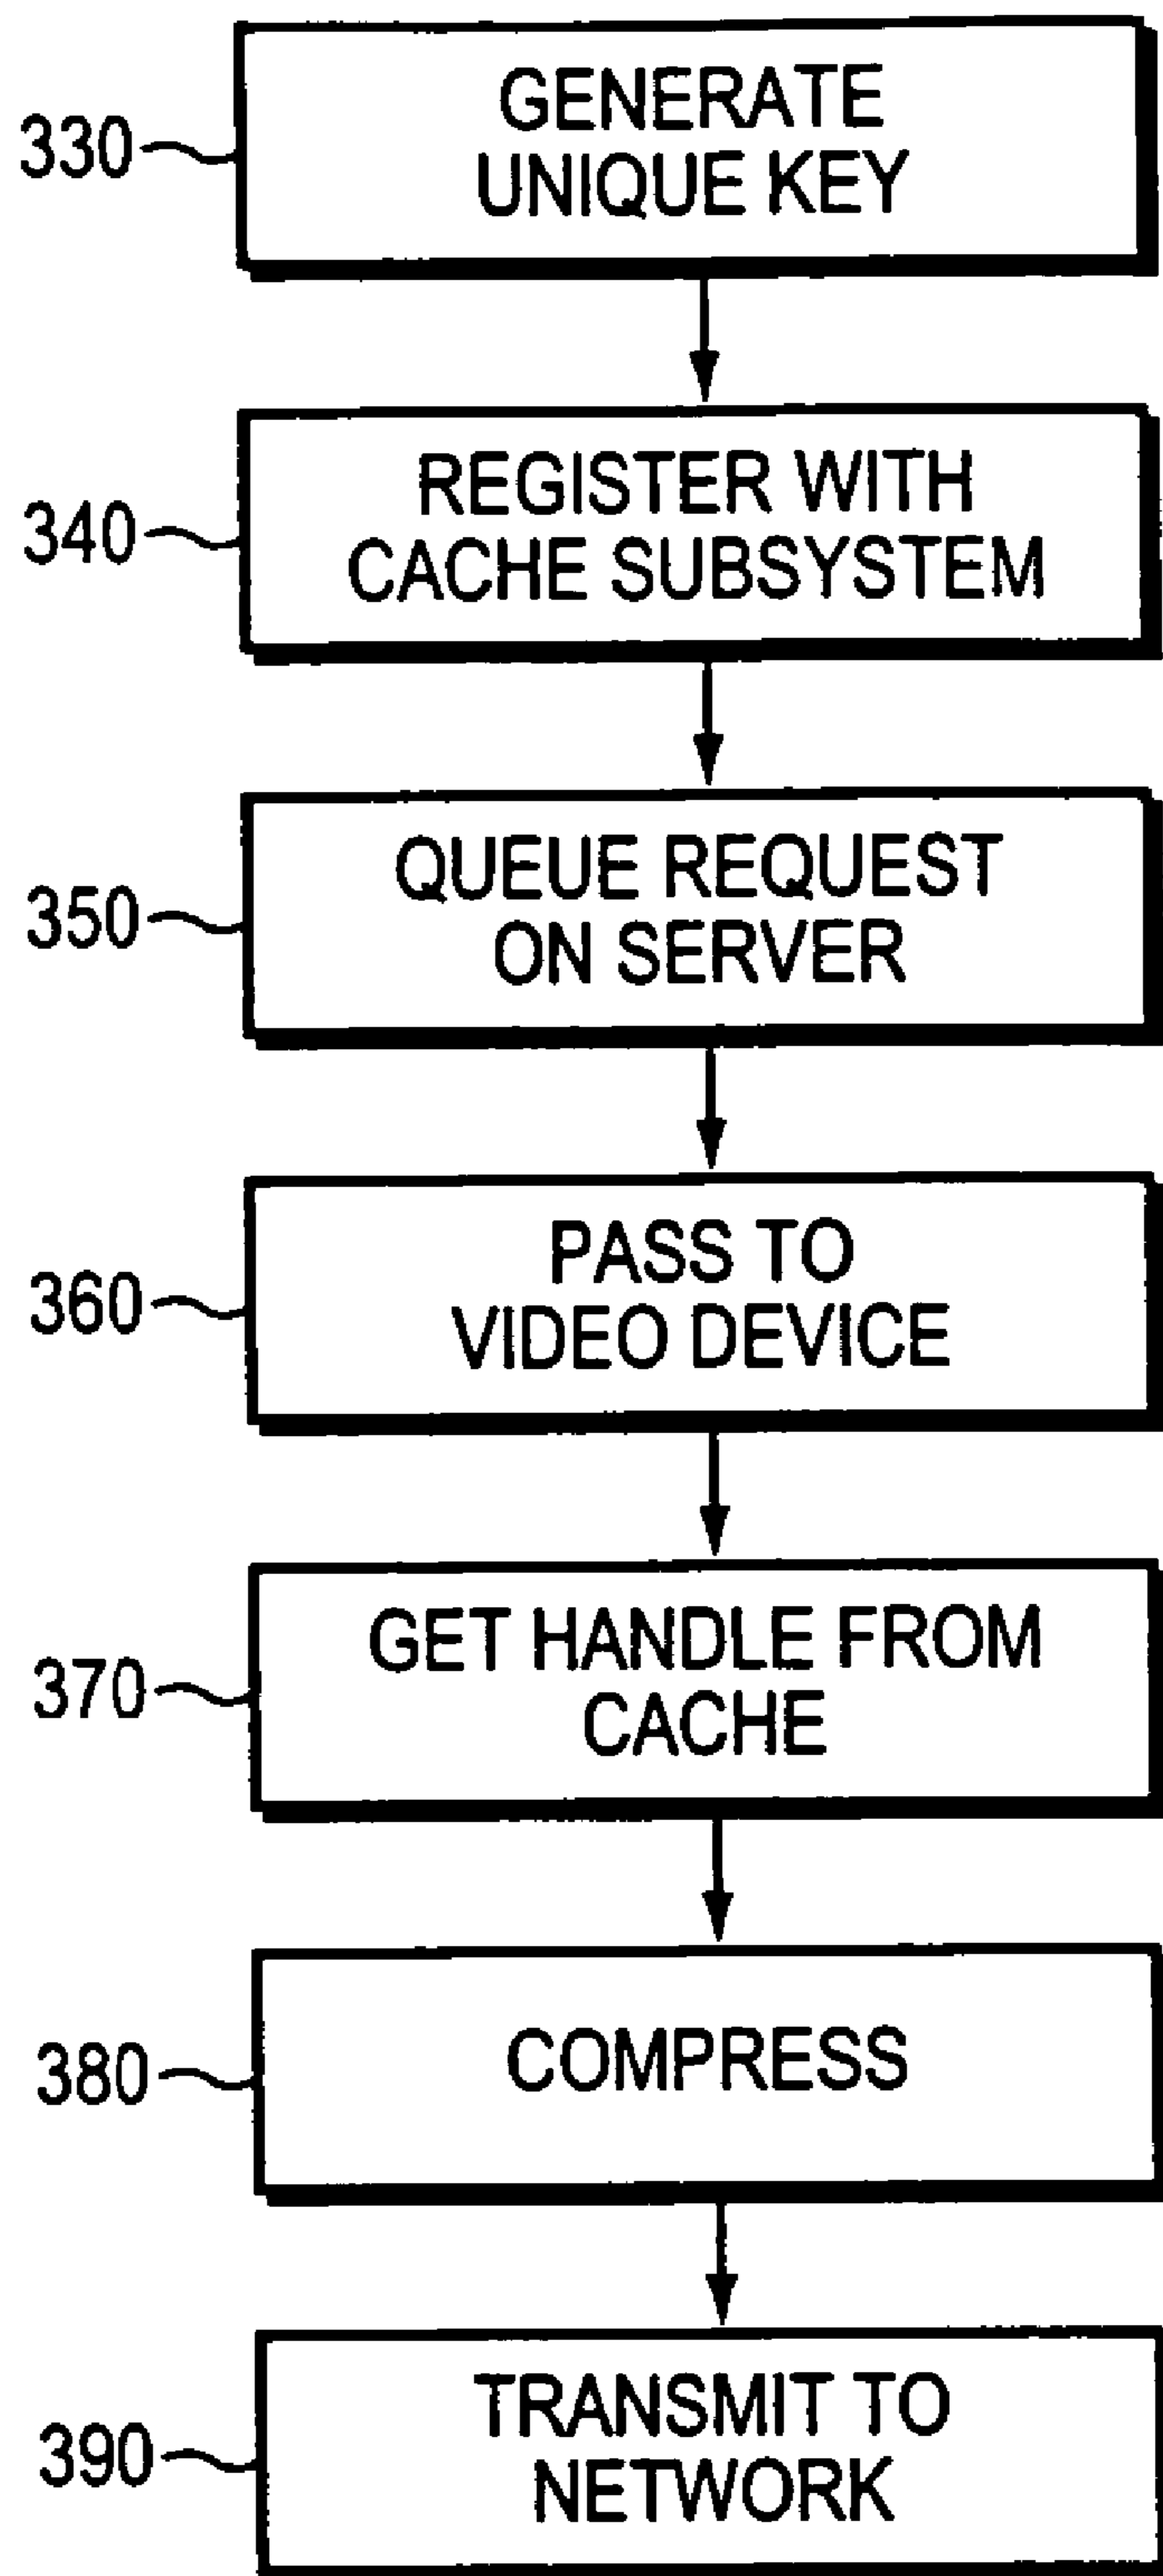 330
GENERATE
UNIQUE KEY
340
REGISTER WITH
CACHE SUBSYSTEM
350
QUEUE REQUEST
ON SERVER
360
PASS TO
VIDEO DEVICE
370
GET HANDLE FROM
CACHE
380
COMPRESS
390
TRANSMIT TO
NETWORK